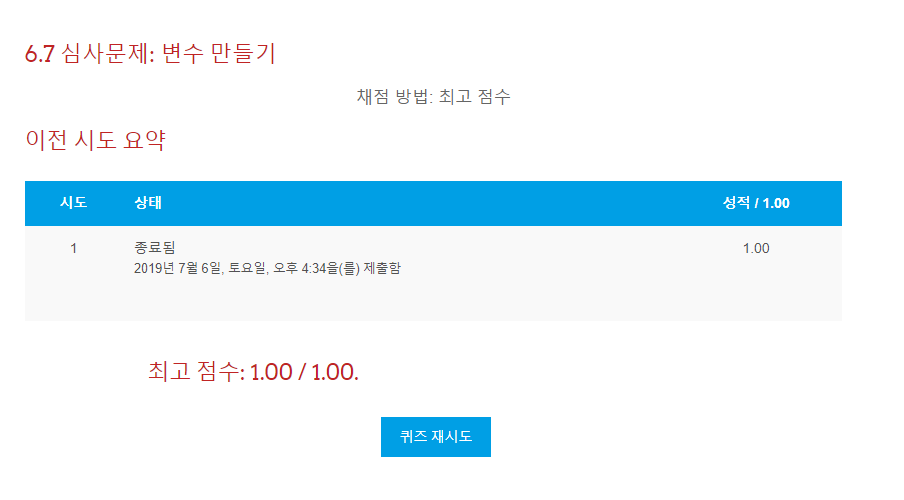 6.7 심사문제: 변수 만들기
채점 방법: 최고 점수
이전 시도 요약
시도 상태 성적 / 1.00
1 종료됨 1.00
2019년 7월 6일, 토요일, 오후 4:34을(를) 제출함
최고 점수: 1.00 / 1.00.
퀴즈 재시도